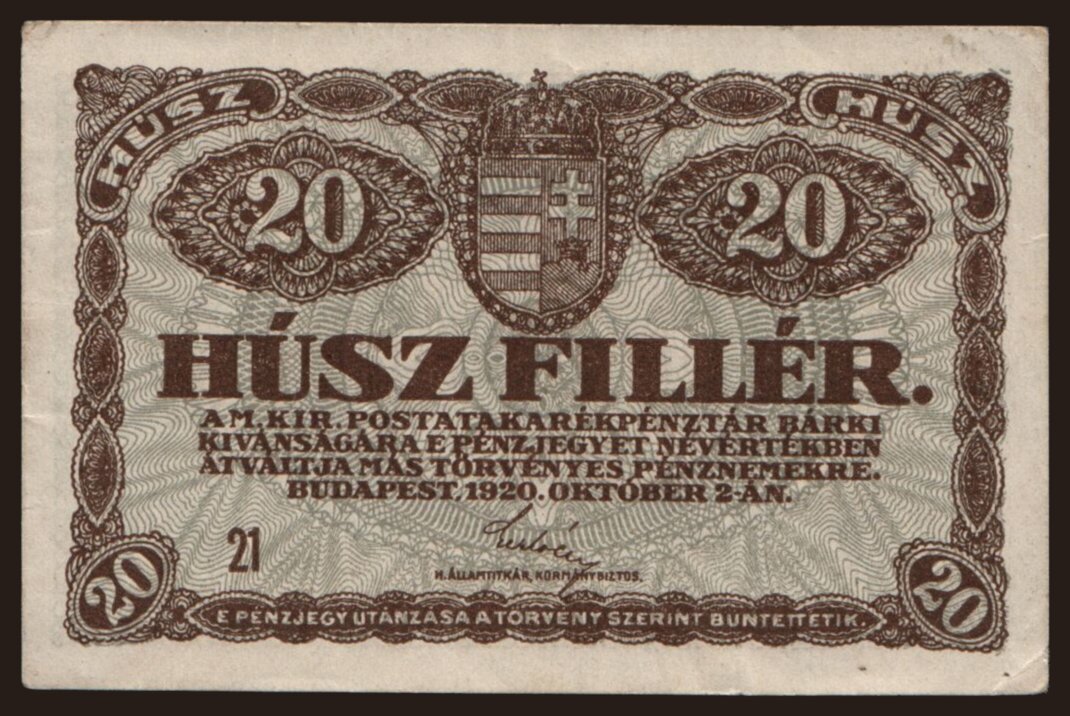 HÚSZ HÚSZ
20 20
HÚSZ FILLÉR.
A M. KIR. POSTATAKARÉKPÉNZTÁR BÁRKI
KIVÁNSÁGÁRA E PÉNZJEGYET NÉVÉRTÉKBEN
ÁTVÁLTJA MÁS TÖRVÉNYES PÉNZNEMEKRE.
BUDAPEST, 1920. OKTÓBER 2-ÁN.
21
H. ÁLLAMTITKÁR, KORMÁNYBIZTOS.
20 20
E PÉNZJEGY UTÁNZÁSA A TÖRVÉNY SZERINT BÜNTETTETIK.